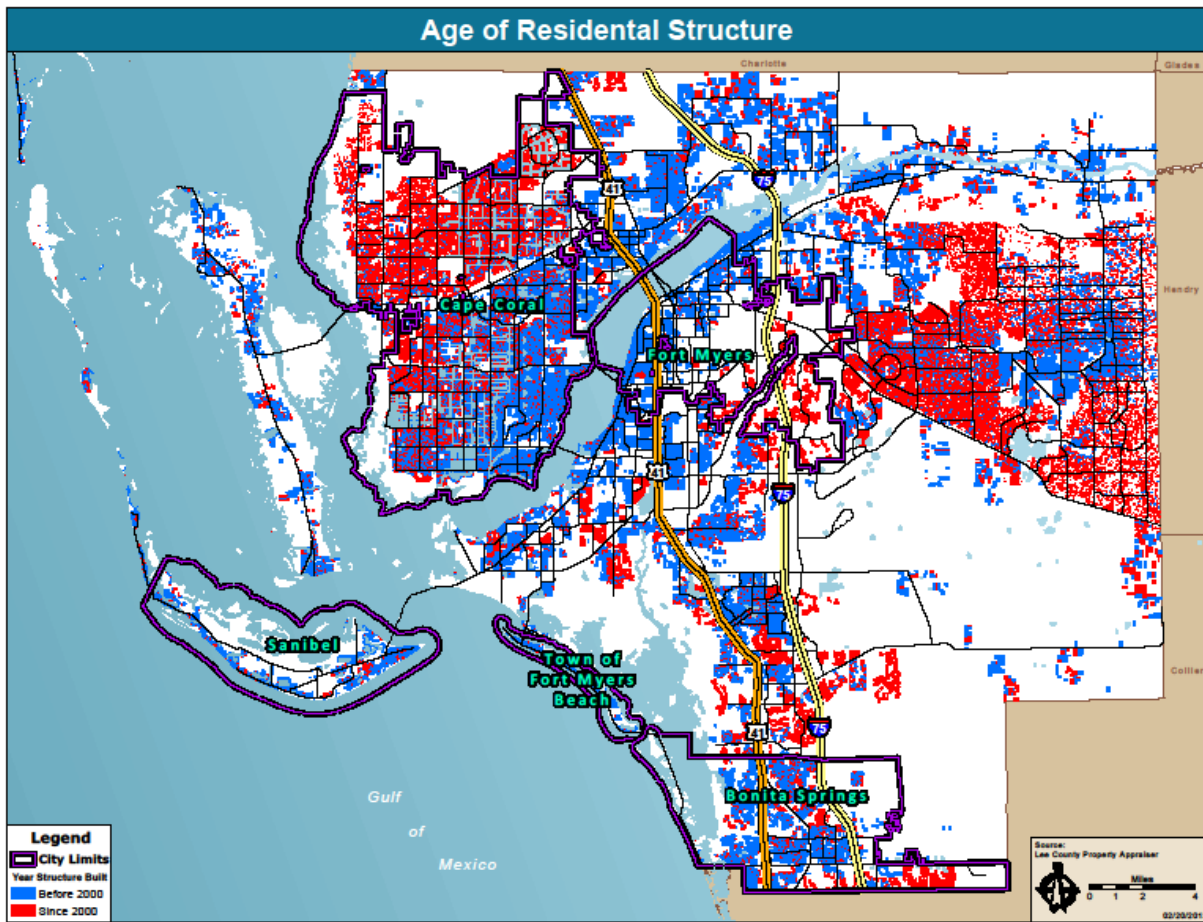 Age of Residental Structure
Charlotte
Glades
75
41
Hendry
Cape Coral
Fort Myers
41
75
Sanibel
Town of
Fort Myers
Beach
Collier
41
75
Bonita Springs
Gulf
of
Mexico
Legend
City Limits
Year Structure Built
Before 2000
Since 2000
Source:
Lee County Property Appraiser
Miles
0 1 2 4